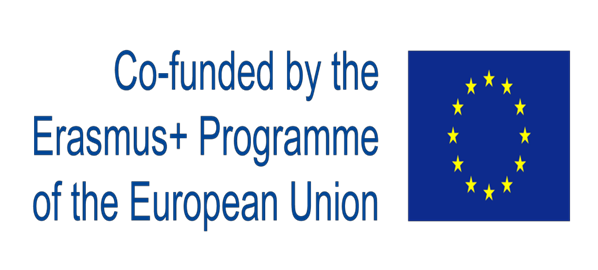 Co-funded by the
Erasmus+ Programme
of the European Union